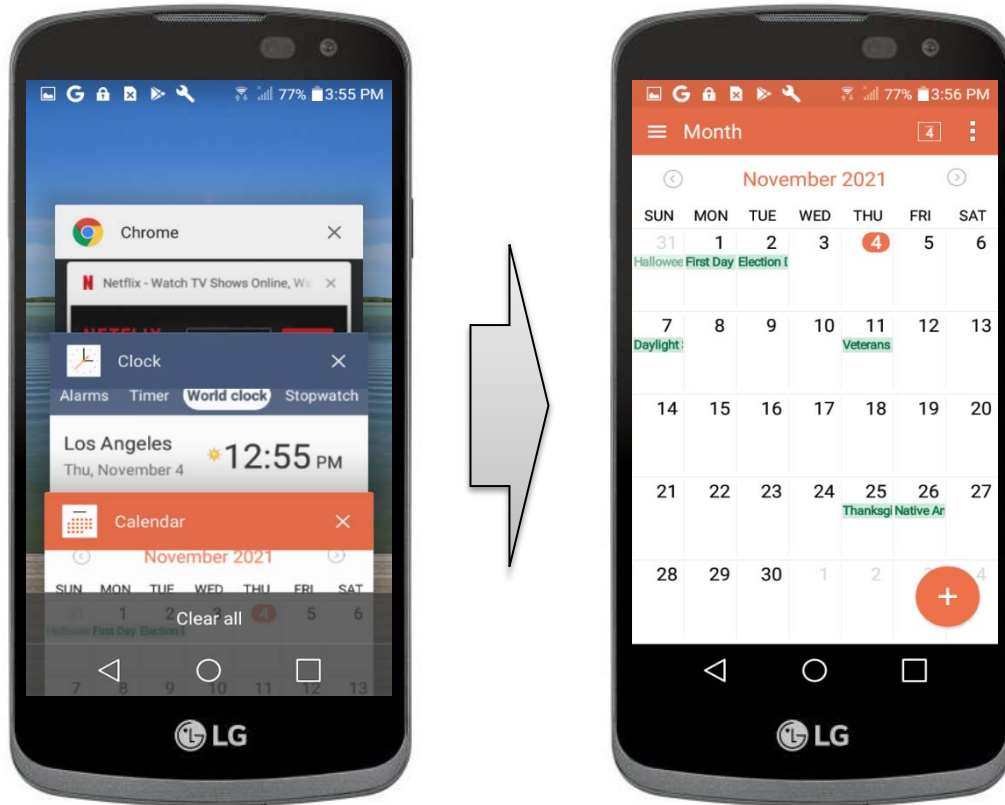 77% 3:55 PM
Chrome
Netflix - Watch TV Shows Online, Wa
NETFLIX
Clock
Alarms Timer World clock Stopwatch
Los Angeles
12:55 PM
Thu, November 4
Calendar
November 2021
SUN MON TUE WED THU FRI SAT
31 1 2 3 4 5 6
Hallowee First Day Election D
Clear all
7 8 9 10 11 12 13
LG
77% 3:56 PM
Month 4
November 2021
SUN MON TUE WED THU FRI SAT
31 1 2 3 4 5 6
Hallowee First Day Election D
7 8 9 10 11 12 13
Daylight S Veterans
14 15 16 17 18 19 20
21 22 23 24 25 26 27
Thanksgi Native Am
28 29 30 1 2 3 4
+
LG